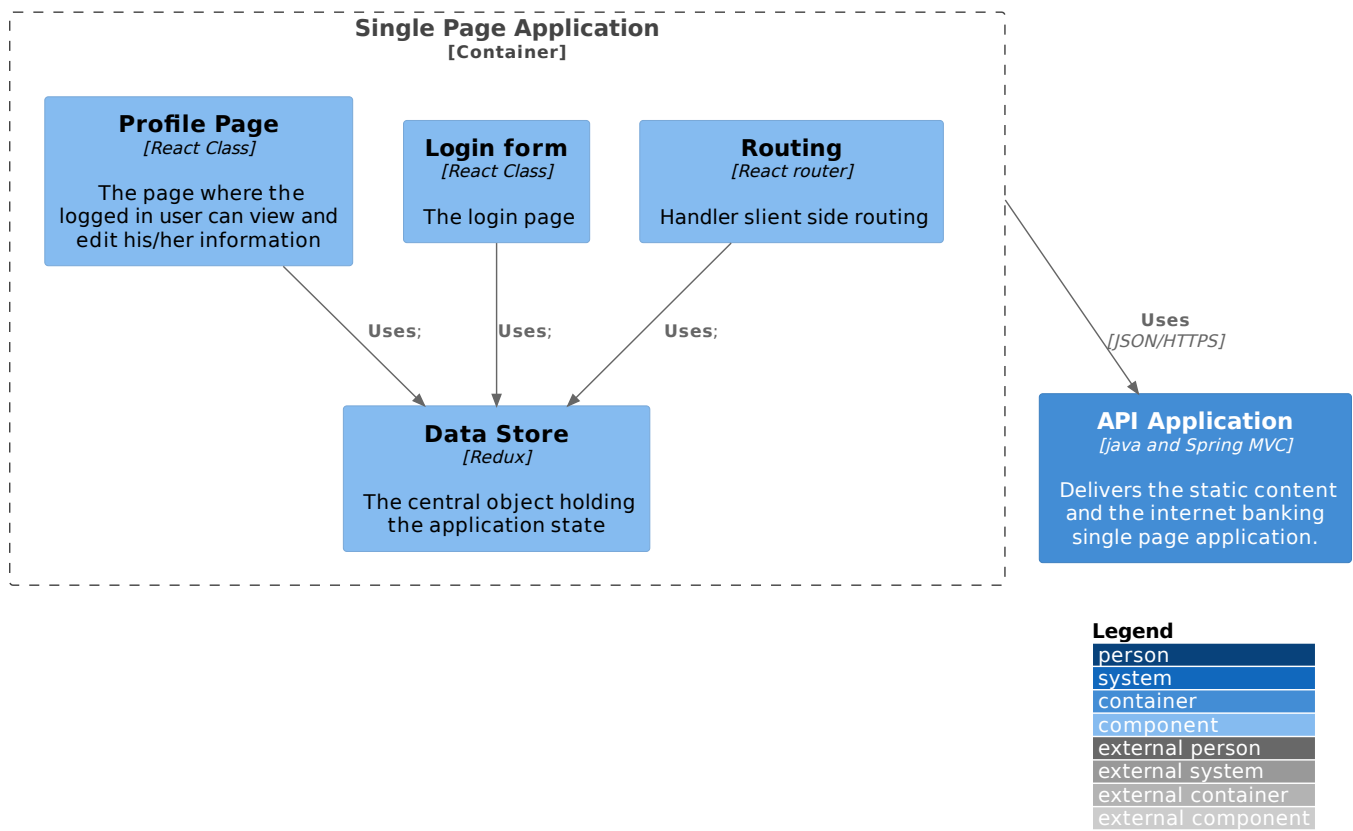 Single Page Application
[Container]
Profile Page
[React Class]
The page where the
logged in user can view and
edit his/her information
Login form
[React Class]
The login page
Routing
[React router]
Handler slient side routing
Uses;
Uses;
Uses;
Uses
[JSON/HTTPS]
Data Store
[Redux]
The central object holding
the application state
API Application
[java and Spring MVC]
Delivers the static content
and the internet banking
single page application.
Legend
person
system
container
component
external person
external system
external container
external component